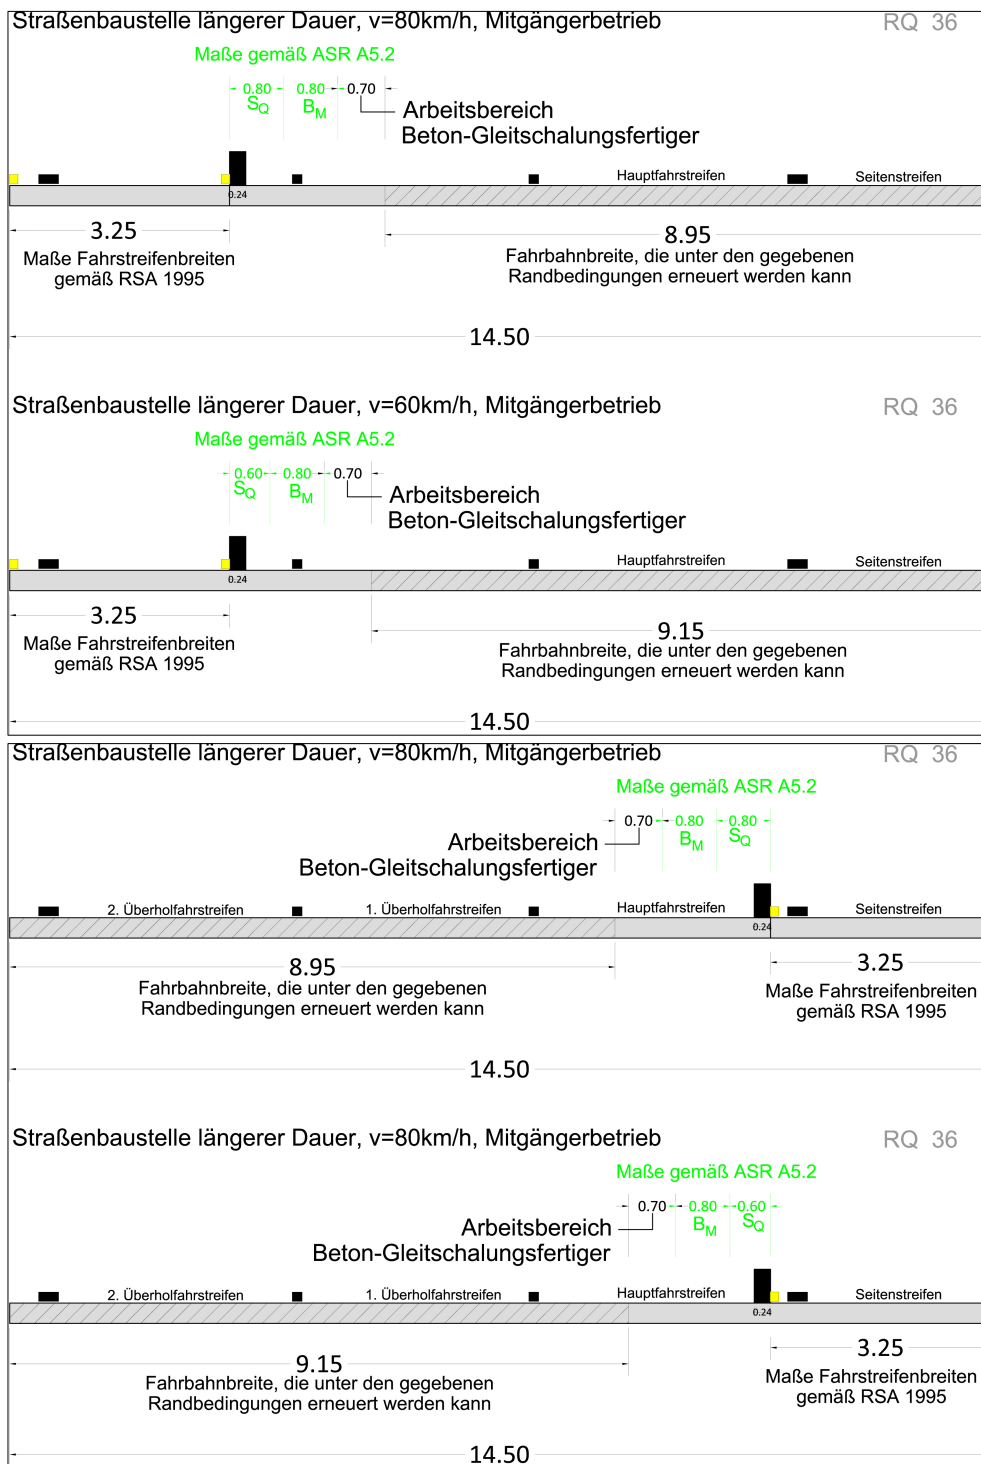 Straßenbaustelle längerer Dauer, v=80km/h, Mitgängerbetrieb RQ 36
Maße gemäß ASR A5.2
0.80 0.80 0.70
SQ BM
Arbeitsbereich
Beton-Gleitschalungsfertiger
Hauptfahrstreifen Seitenstreifen
0.24
3.25 8.95
Maße Fahrstreifenbreiten
gemäß RSA 1995
Fahrbahnbreite, die unter den gegebenen
Randbedingungen erneuert werden kann
14.50
Straßenbaustelle längerer Dauer, v=60km/h, Mitgängerbetrieb RQ 36
Maße gemäß ASR A5.2
0.60 0.80 0.70
SQ BM
Arbeitsbereich
Beton-Gleitschalungsfertiger
Hauptfahrstreifen Seitenstreifen
0.24
3.25 9.15
Maße Fahrstreifenbreiten
gemäß RSA 1995
Fahrbahnbreite, die unter den gegebenen
Randbedingungen erneuert werden kann
14.50
Straßenbaustelle längerer Dauer, v=80km/h, Mitgängerbetrieb RQ 36
Maße gemäß ASR A5.2
0.70 0.80 0.80
BM SQ
Arbeitsbereich
Beton-Gleitschalungsfertiger
2. Überholfahrstreifen 1. Überholfahrstreifen Hauptfahrstreifen Seitenstreifen
0.24
8.95 3.25
Fahrbahnbreite, die unter den gegebenen
Randbedingungen erneuert werden kann
Maße Fahrstreifenbreiten
gemäß RSA 1995
14.50
Straßenbaustelle längerer Dauer, v=80km/h, Mitgängerbetrieb RQ 36
Maße gemäß ASR A5.2
0.70 0.80 0.60
BM SQ
Arbeitsbereich
Beton-Gleitschalungsfertiger
2. Überholfahrstreifen 1. Überholfahrstreifen Hauptfahrstreifen Seitenstreifen
0.24
9.15 3.25
Fahrbahnbreite, die unter den gegebenen
Randbedingungen erneuert werden kann
Maße Fahrstreifenbreiten
gemäß RSA 1995
14.50